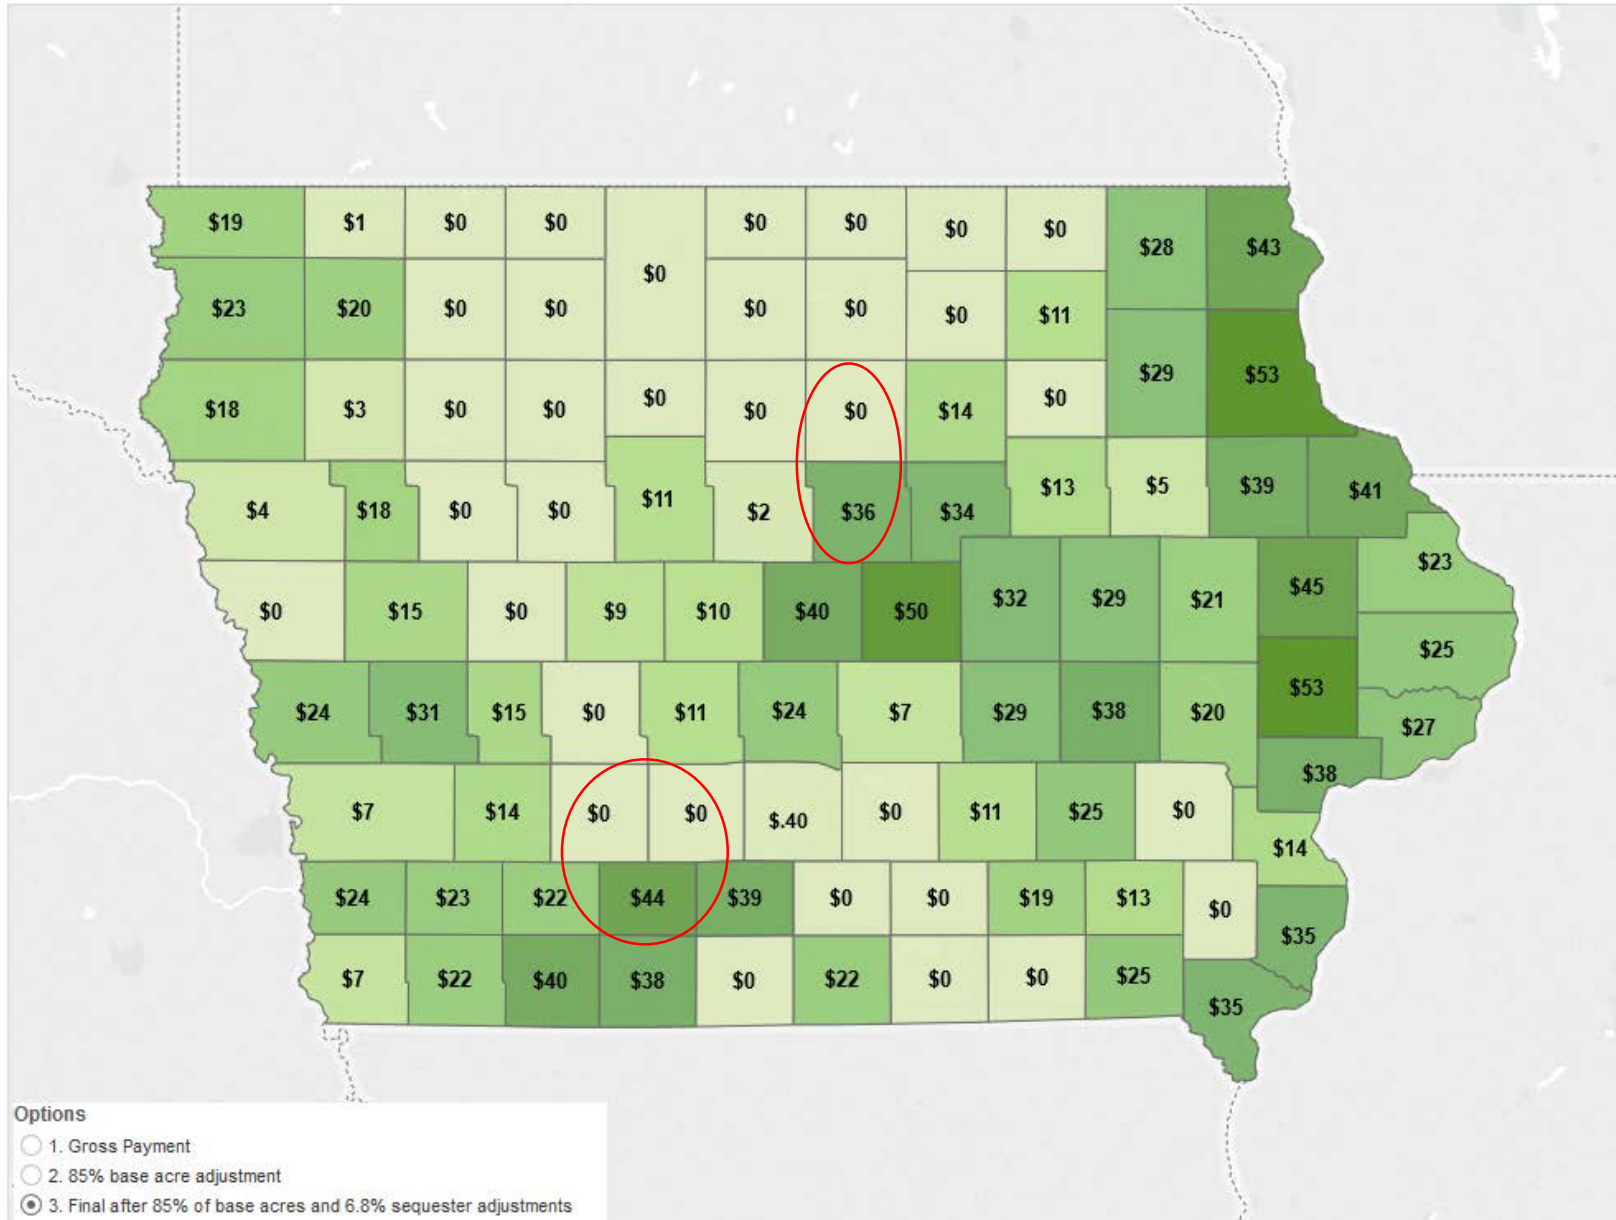 $19 $1 $0 $0 $0 $0 $0 $0 $28 $43
$0
$23 $20 $0 $0 $0 $0 $0 $11
$29 $53
$18 $3 $0 $0 $0 $0 $0 $14 $0
$4 $18 $0 $0 $11 $2 $36 $34 $13 $5 $39 $41
$23
$0 $15 $0 $9 $10 $40 $50 $32 $29 $21 $45
$25
$24 $31 $15 $0 $11 $24 $7 $29 $38 $20 $53
$27
$38
$7 $14 $0 $0 $.40 $0 $11 $25 $0
$14
$24 $23 $22 $44 $39 $0 $0 $19 $13 $0
$35
$7 $22 $40 $38 $0 $22 $0 $0 $25
$35
Options
1. Gross Payment
2. 85% base acre adjustment
3. Final after 85% of base acres and 6.8% sequester adjustments